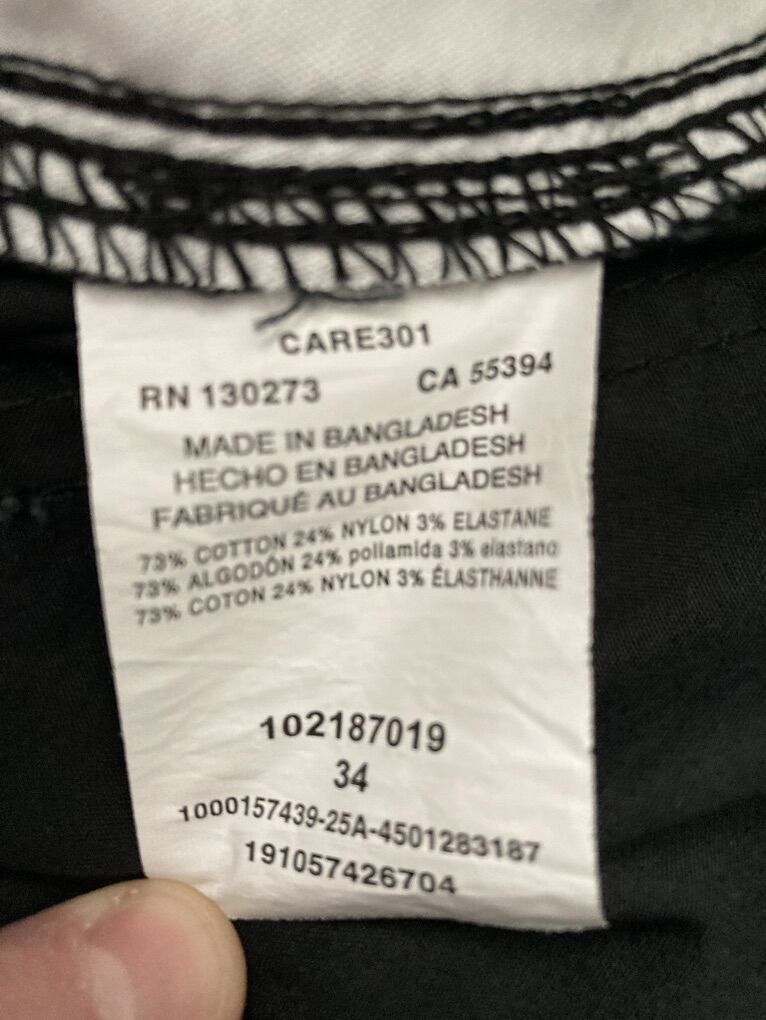 CARE301
RN 130273 CA 55394
MADE IN BANGLADESH
HECHO EN BANGLADESH
FABRIQUÉ AU BANGLADESH
73% COTTON 24% NYLON 3% ELASTANE
73% ALGODÓN 24% poliamida 3% elastano
73% COTON 24% NYLON 3% ÉLASTHANNE
102187019
34
1000157439-25A-4501283187
191057426704